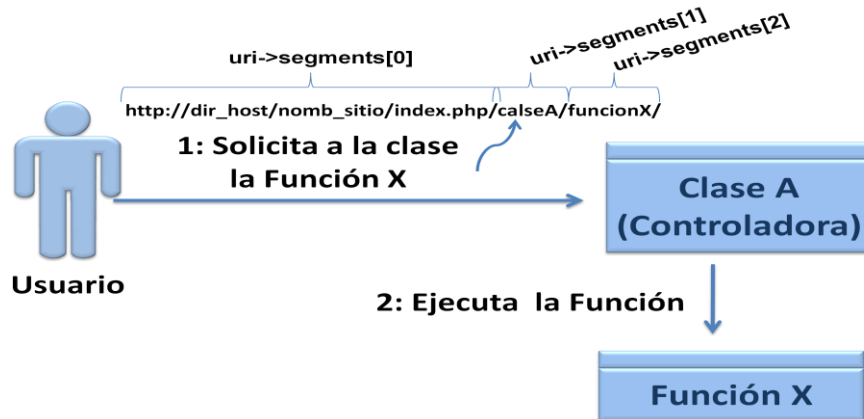 uri->segments[0]
uri->segments[1]
uri->segments[2]
http://dir_host/nomb_sitio/index.php/calseA/funcionX/
1: Solicita a la clase
la Función X
Usuario
Clase A
(Controladora)
2: Ejecuta la Función
Función X